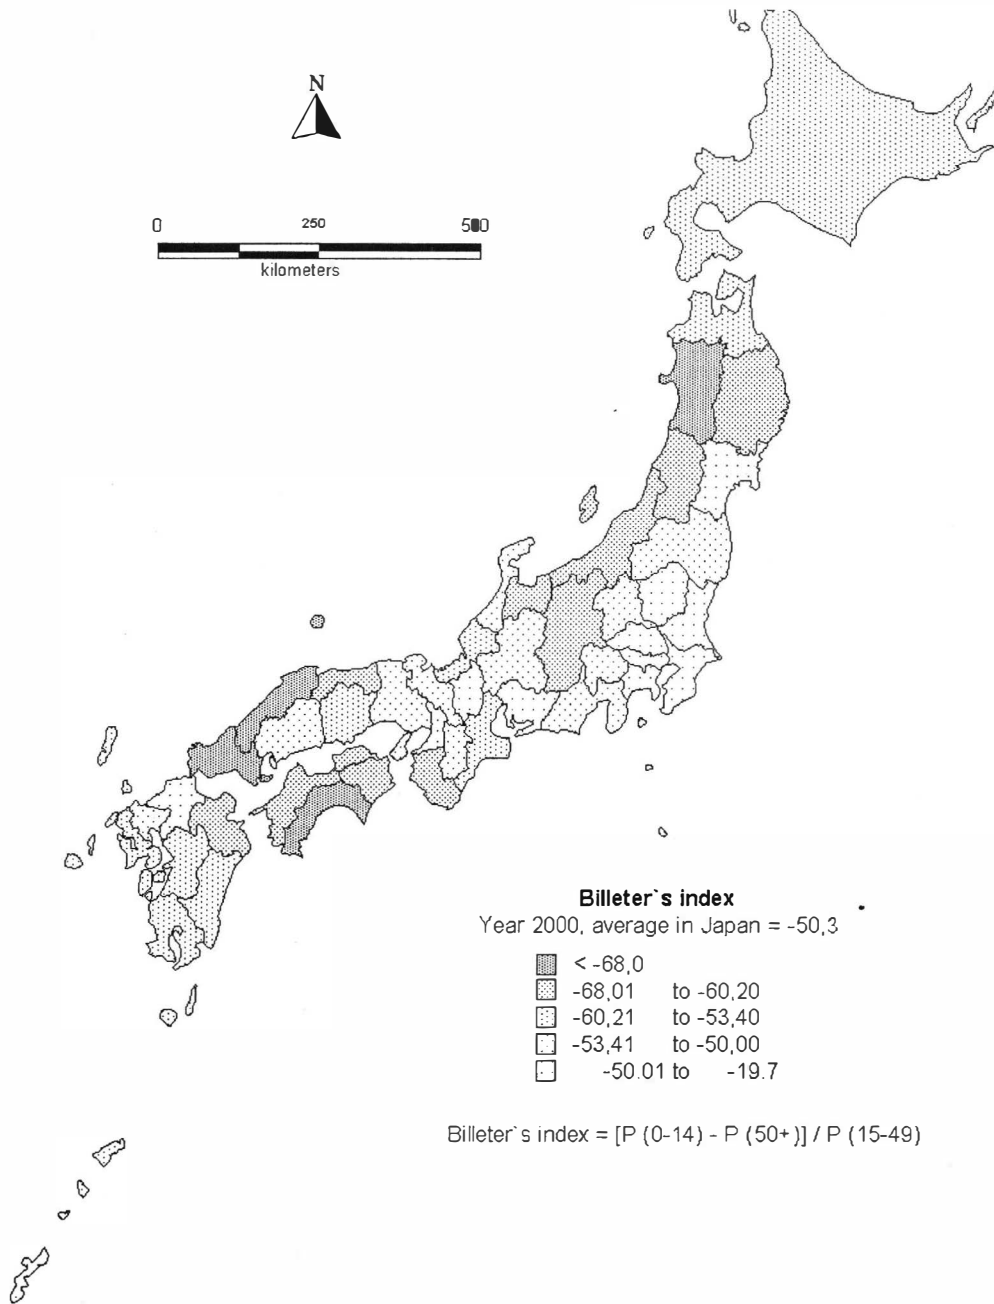 N
0 250 500
kilometers
Billeter`s index
Year 2000, average in Japan = -50,3
< -68,0
-68,01 to -60,20
-60,21 to -53,40
-53,41 to -50,00
-50.01 to -19.7
Billeter`s index = [P (0-14) - P (50+)] / P (15-49)